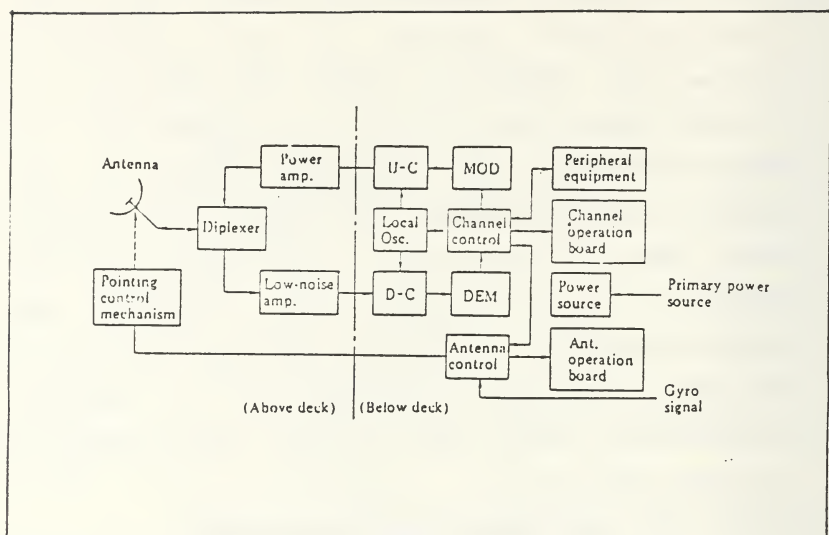 Antenna
Power
amp.
U-C
MOD
Peripheral
equipment
Diplexer
Local
Osc.
Channel
control
Channel
operation
board
Pointing
control
mechanism
Low-noise
amp.
D-C
DEM
Power
source
Primary power
source
Antenna
control
Ant.
operation
board
(Above deck)
(Below deck)
Gyro
signal